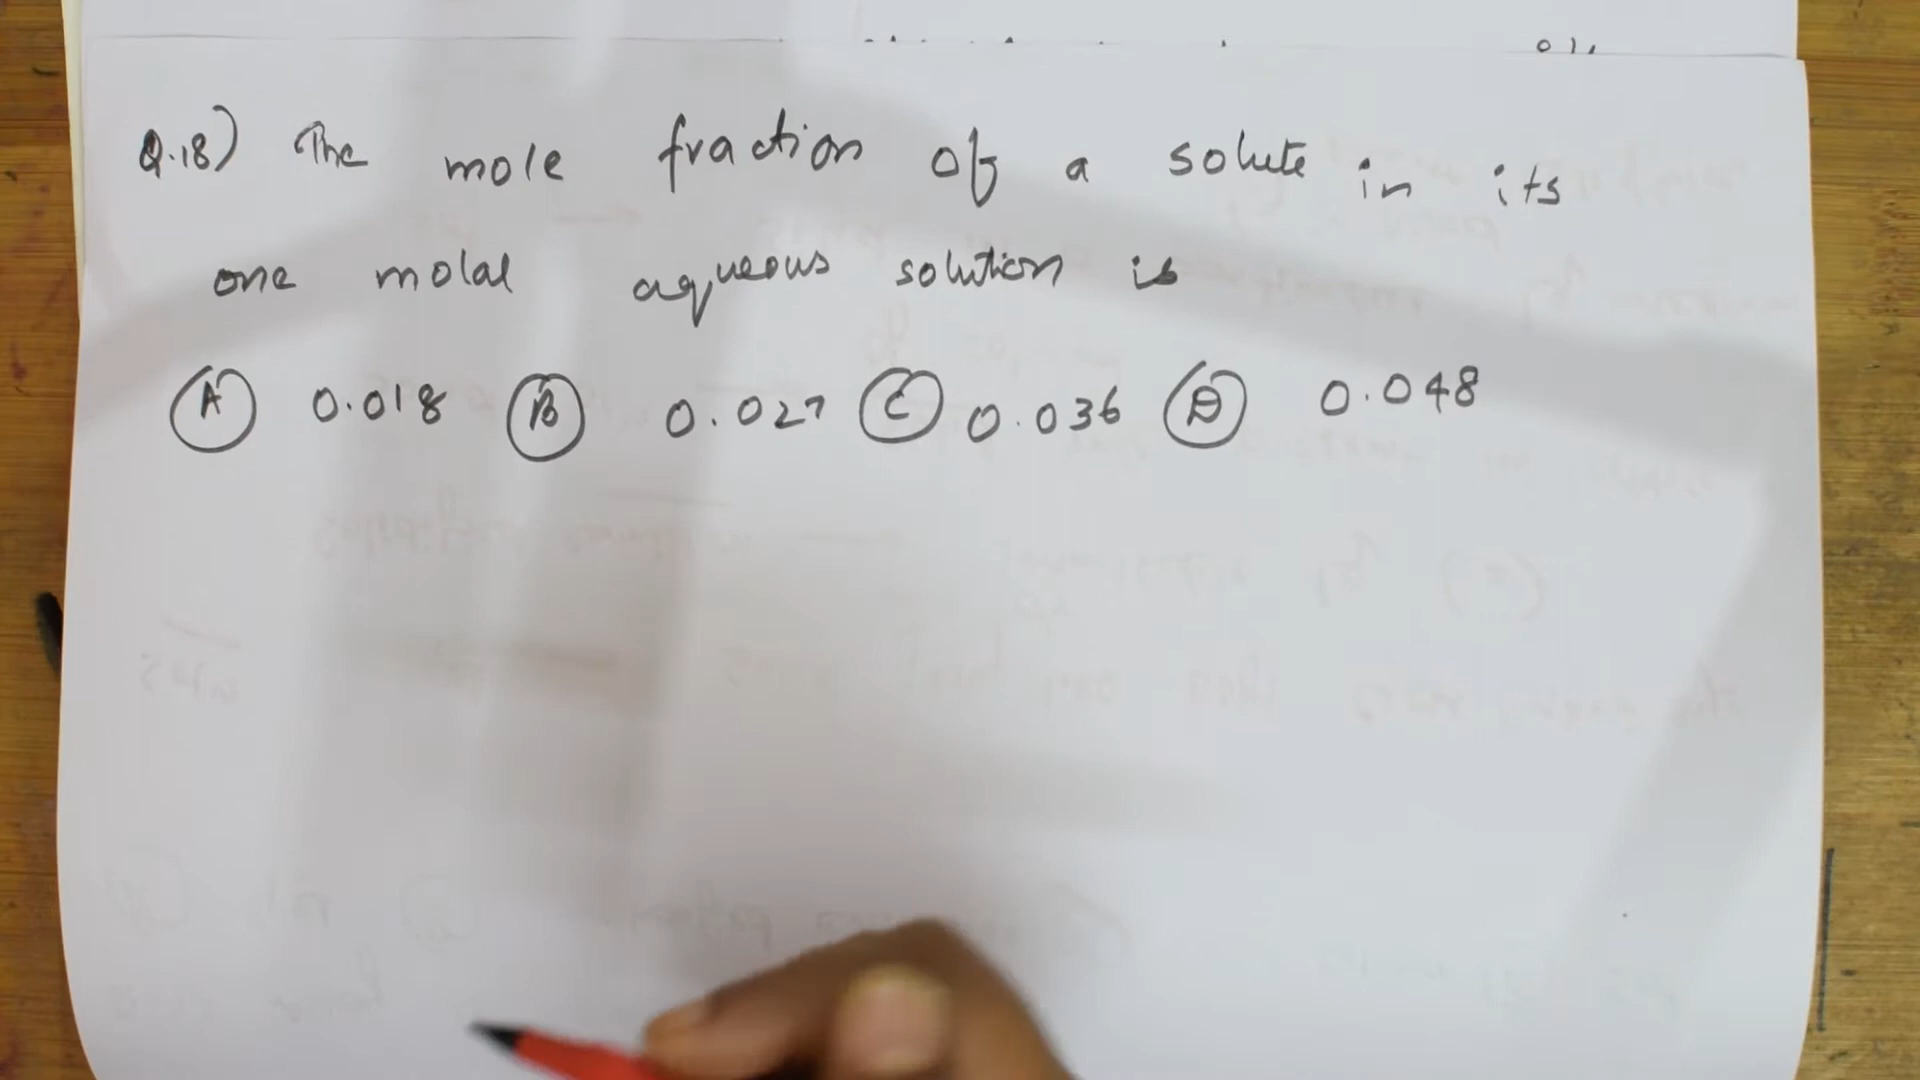 Q.18) The mole fraction of a solute in its
one molal aqueous solution is
(A) 0.018 (B) 0.027 (C) 0.036 (D) 0.048